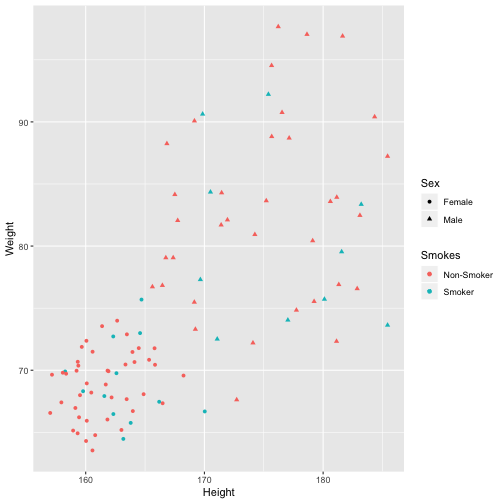 90
80
70
160
170
180
Height
Weight
Sex
Female
Male
Smokes
Non-Smoker
Smoker